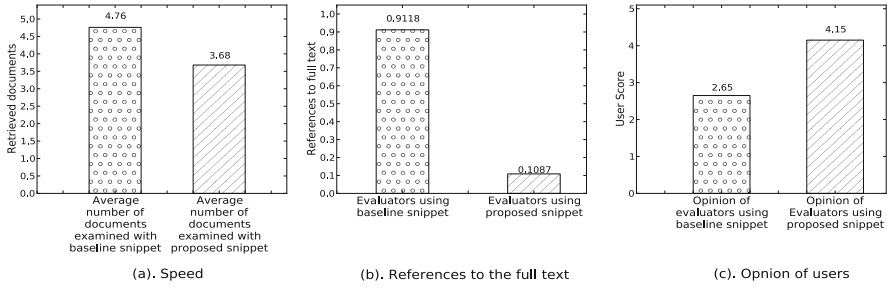 4.76
3.68
Retrieved documents
5.0
4.5
4.0
3.5
3.0
2.5
2.0
1.5
1.0
0.5
0.0
Average
number of
documents
examined with
baseline snippet
Average
number of
documents
examined with
proposed snippet
(a). Speed
0.9118
0.1087
References to full text
1.0
0.9
0.8
0.7
0.6
0.5
0.4
0.3
0.2
0.1
0.0
Evaluators using
baseline snippet
Evaluators using
proposed snippet
(b). References to the full text
2.65
4.15
User Score
5
4
3
2
1
0
Opinion of
evaluators using
baseline snippet
Opinion of
Evaluators using
proposed snippet
(c). Opnion of users